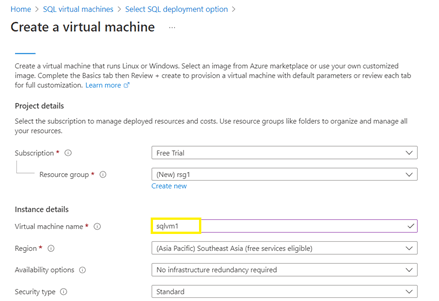 Home > SQL virtual machines > Select SQL deployment option >
Create a virtual machine ...
Create a virtual machine that runs Linux or Windows. Select an image from Azure marketplace or use your own customized
image. Complete the Basics tab then Review + create to provision a virtual machine with default parameters or review each tab
for full customization. Learn more
Project details
Select the subscription to manage deployed resources and costs. Use resource groups like folders to organize and manage all
your resources.
Subscription * Free Trial
Resource group * (New) rsg1
Create new
Instance details
Virtual machine name * sqlvm1
Region * (Asia Pacific) Southeast Asia (free services eligible)
Availability options No infrastructure redundancy required
Security type Standard